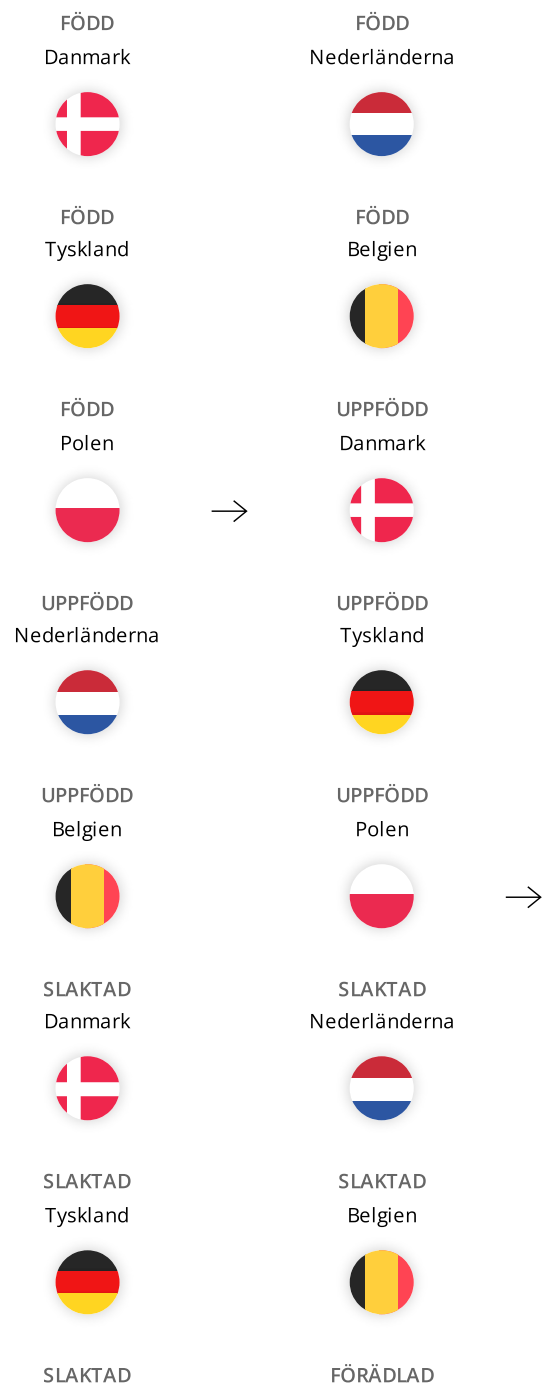 FÖDD
Danmark
FÖDD
Nederländerna
FÖDD
Tyskland
FÖDD
Belgien
FÖDD
Polen
UPPFÖDD
Danmark
UPPFÖDD
Nederländerna
UPPFÖDD
Tyskland
UPPFÖDD
Belgien
UPPFÖDD
Polen
SLAKTAD
Danmark
SLAKTAD
Nederländerna
SLAKTAD
Tyskland
SLAKTAD
Belgien
SLAKTAD
FÖRÄDLAD